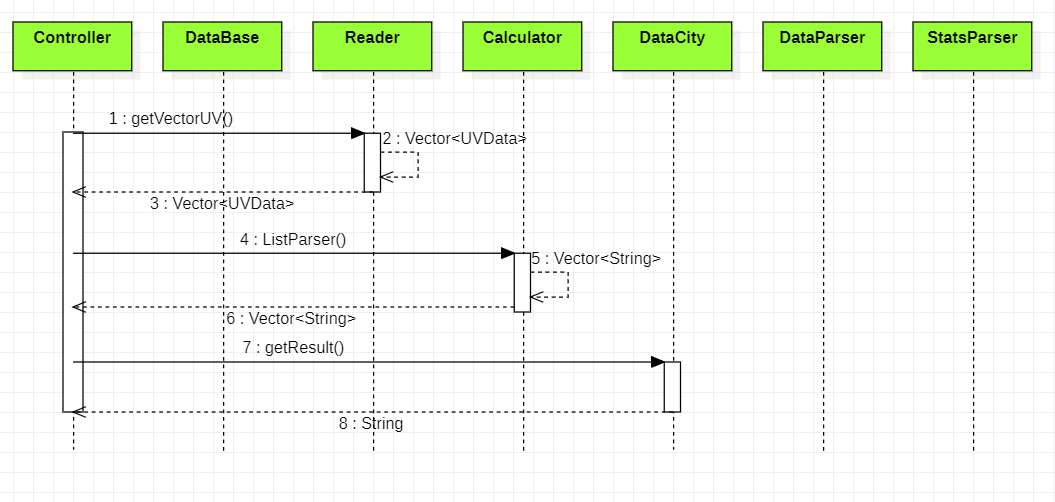 Controller
DataBase
Reader
Calculator
DataCity
DataParser
StatsParser
1 : getVectorUV()
2 : Vector<UVData>
3 : Vector<UVData>
4 : ListParser()
5 : Vector<String>
6 : Vector<String>
7 : getResult()
8 : String